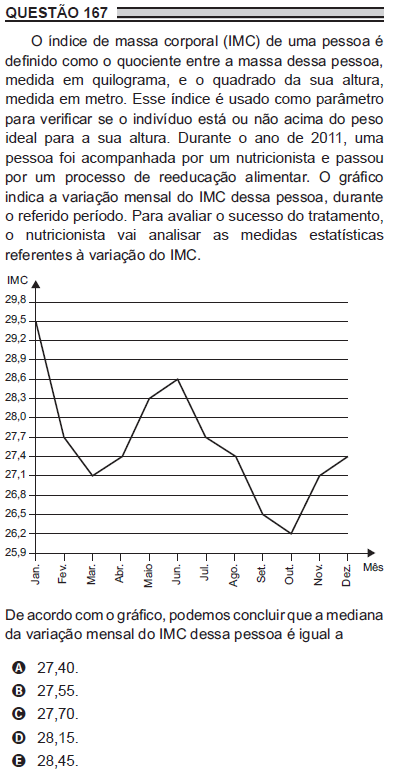 QUESTÃO 167
O índice de massa corporal (IMC) de uma pessoa é
definido como o quociente entre a massa dessa pessoa,
medida em quilograma, e o quadrado da sua altura,
medida em metro. Esse índice é usado como parâmetro
para verificar se o indivíduo está ou não acima do peso
ideal para a sua altura. Durante o ano de 2011, uma
pessoa foi acompanhada por um nutricionista e passou
por um processo de reeducação alimentar. O gráfico
indica a variação mensal do IMC dessa pessoa, durante
o referido período. Para avaliar o sucesso do tratamento,
o nutricionista vai analisar as medidas estatísticas
referentes à variação do IMC.
IMC
29,8
29,5
29,2
28,9
28,6
28,3
28,0
27,7
27,4
27,1
26,8
26,5
26,2
25,9
Jan.
Fev.
Mar.
Abr.
Maio
Jun.
Jul.
Ago.
Set.
Out.
Nov.
Dez.
Mês
De acordo com o gráfico, podemos concluir que a mediana
da variação mensal do IMC dessa pessoa é igual a
A 27,40.
B 27,55.
C 27,70.
D 28,15.
E 28,45.